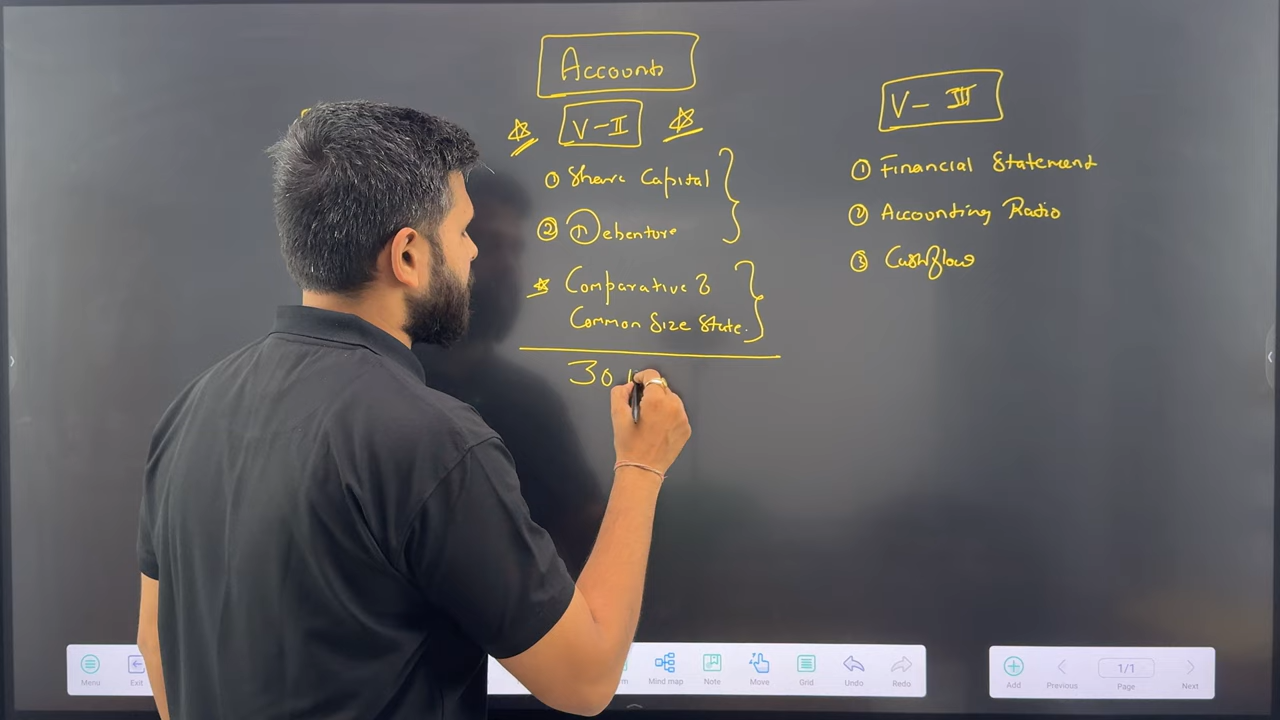 Accounts
V-II
① Share Capital
② Debenture
Comparative &
Common Size State.
30
V- III
① Financial Statement
② Accounting Ratio
③ Cashflow
Menu
Exit
Mind map
Note
Move
Grid
Undo
Redo
Add
Previous
1/1
Page
Next